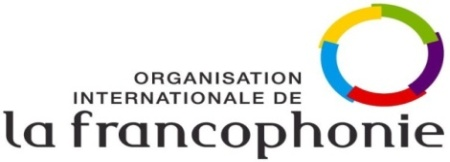 ORGANISATION
INTERNATIONALE DE
la francophonie